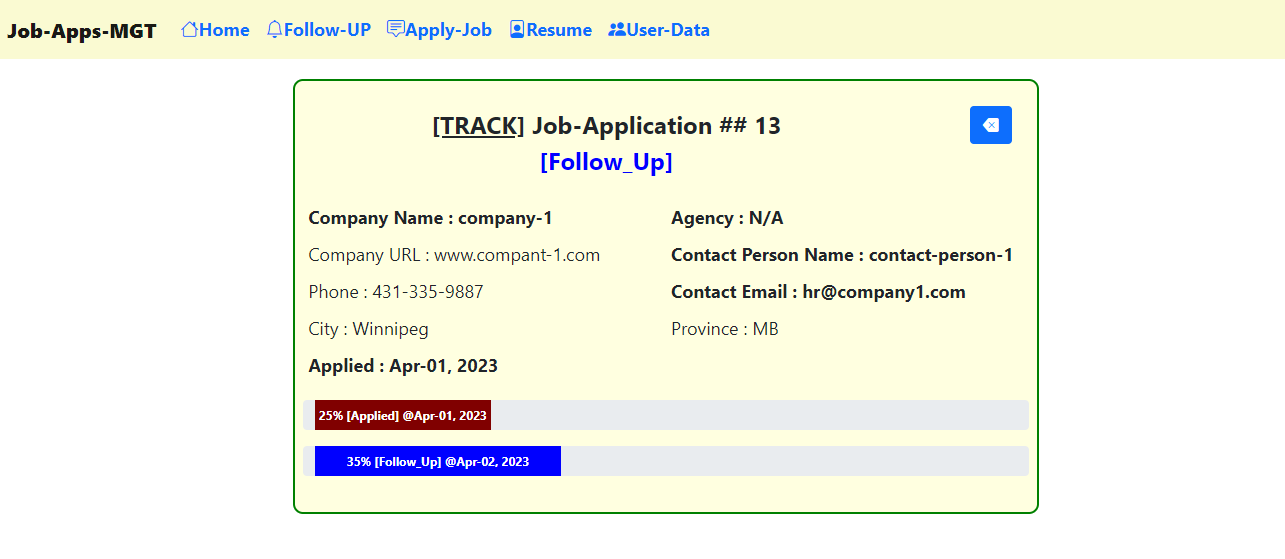 Job-Apps-MGT Home Follow-UP Apply-Job Resume User-Data
[TRACK] Job-Application ## 13
[Follow_Up]
Company Name : company-1 Agency : N/A
Company URL : www.compant-1.com Contact Person Name : contact-person-1
Phone : 431-335-9887 Contact Email : hr@company1.com
City : Winnipeg Province : MB
Applied : Apr-01, 2023
25% [Applied] @Apr-01, 2023
35% [Follow_Up] @Apr-02, 2023